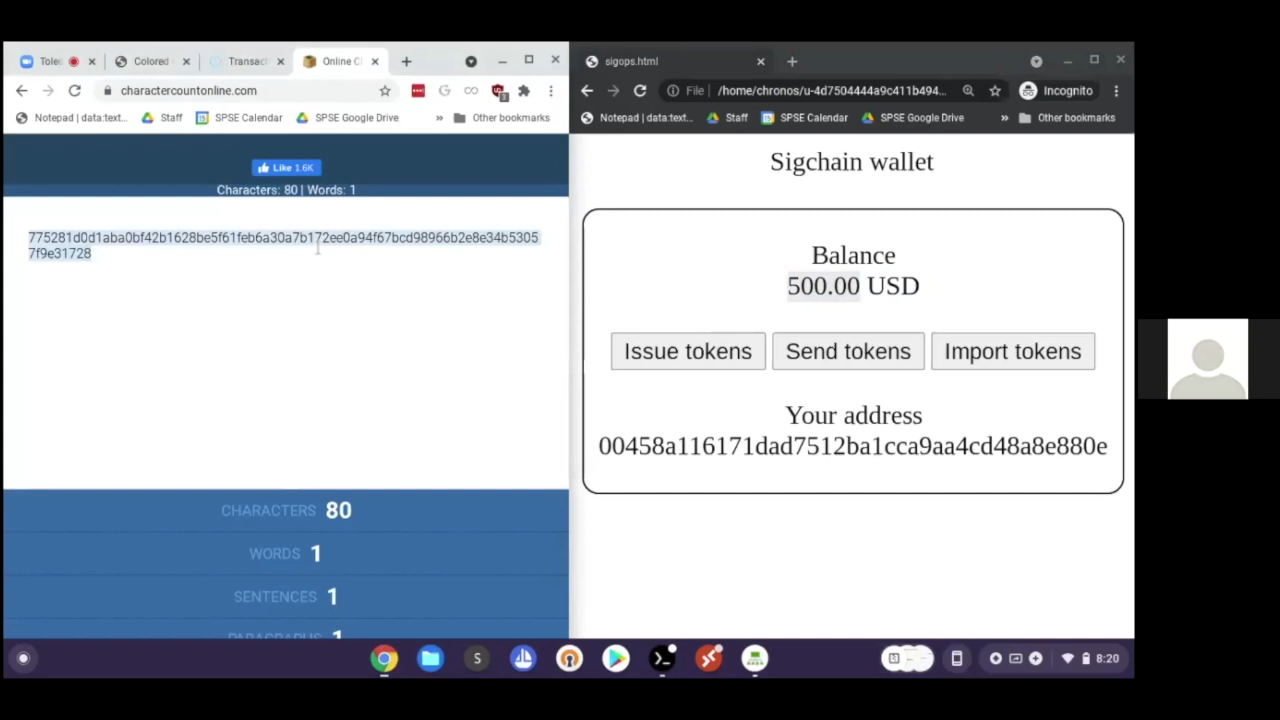 Tole
Colored
Transact
Online C
charactercountonline.com
Notepad | data:text...
Staff
SPSE Calendar
SPSE Google Drive
»
Other bookmarks
Like 1.6K
Characters: 80 | Words: 1
775281d0d1aba0bf42b1628be5f61feb6a30a7b172ee0a94f67bcd98966b2e8e34b5305
7f9e31728
CHARACTERS 80
WORDS 1
SENTENCES 1
PARAGRAPHS 1
sigops.html
File | /home/chronos/u-4d7504444a9c411b494...
Incognito
Notepad | data:text...
Staff
SPSE Calendar
SPSE Google Drive
»
Other bookmarks
Sigchain wallet
Balance
500.00 USD
Issue tokens
Send tokens
Import tokens
Your address
00458a116171dad7512ba1cca9aa4cd48a8e880e
S
8:20